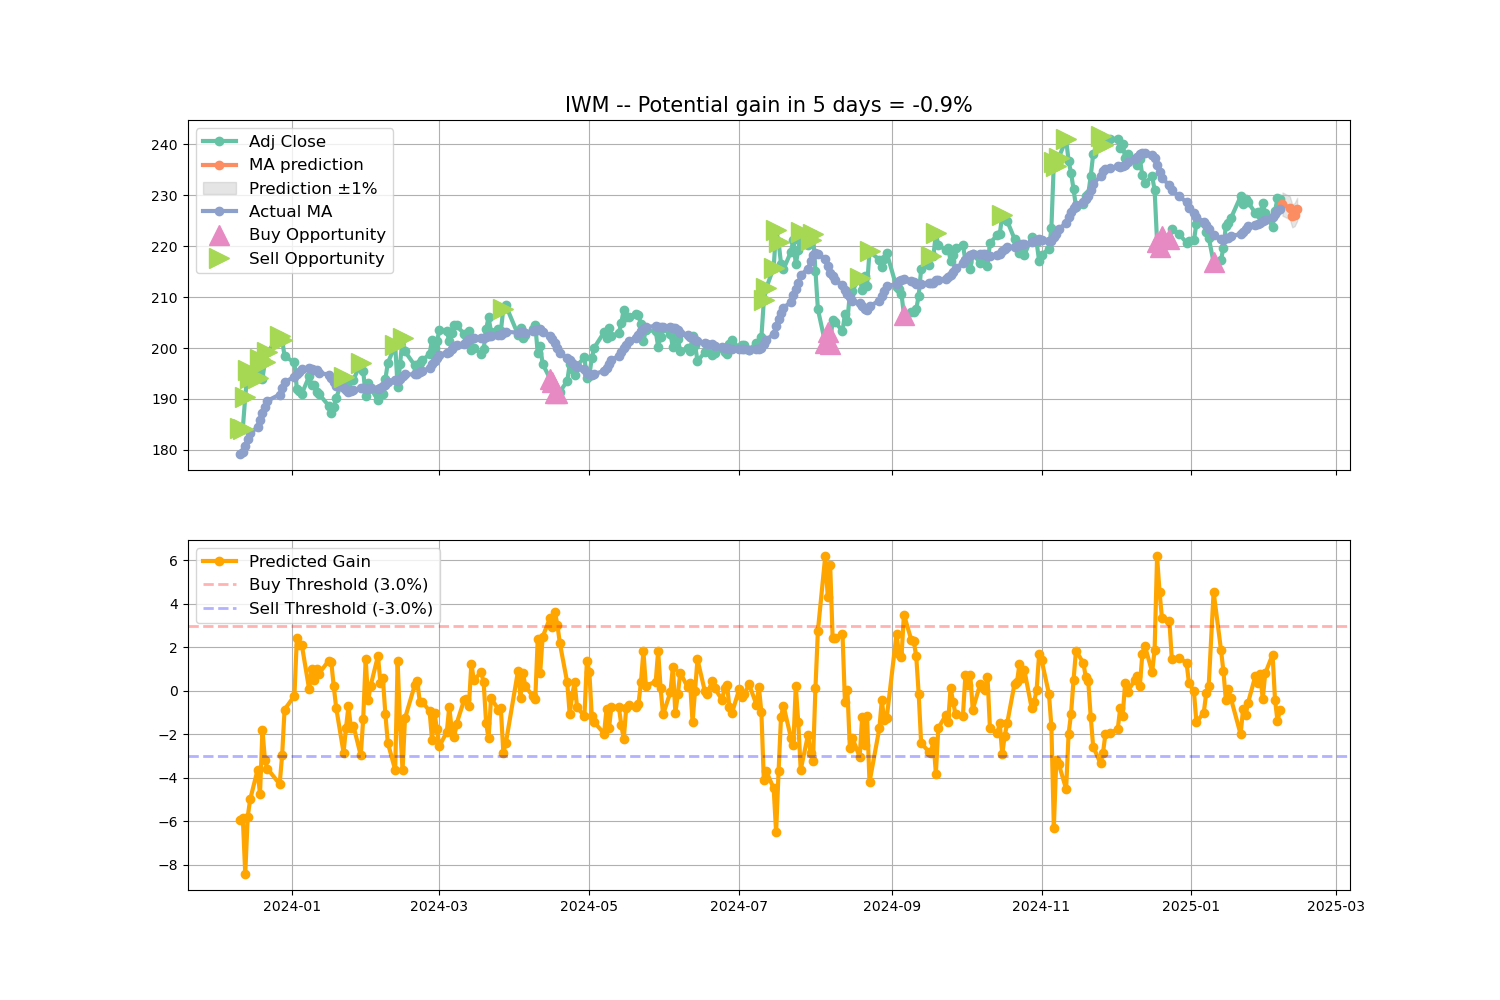 IWM -- Potential gain in 5 days = -0.9%
Adj Close
MA prediction
Prediction ±1%
Actual MA
Buy Opportunity
Sell Opportunity
240
230
220
210
200
190
180
Predicted Gain
Buy Threshold (3.0%)
Sell Threshold (-3.0%)
6
4
2
0
−2
−4
−6
−8
2024-01
2024-03
2024-05
2024-07
2024-09
2024-11
2025-01
2025-03